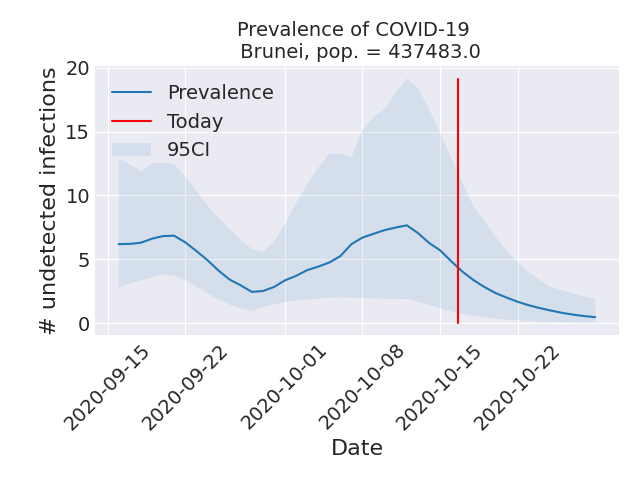 Prevalence of COVID-19
Brunei, pop. = 437483.0
# undetected infections
20
15
10
5
0
Prevalence
Today
95CI
2020-09-15
2020-09-22
2020-10-01
2020-10-08
2020-10-15
2020-10-22
Date